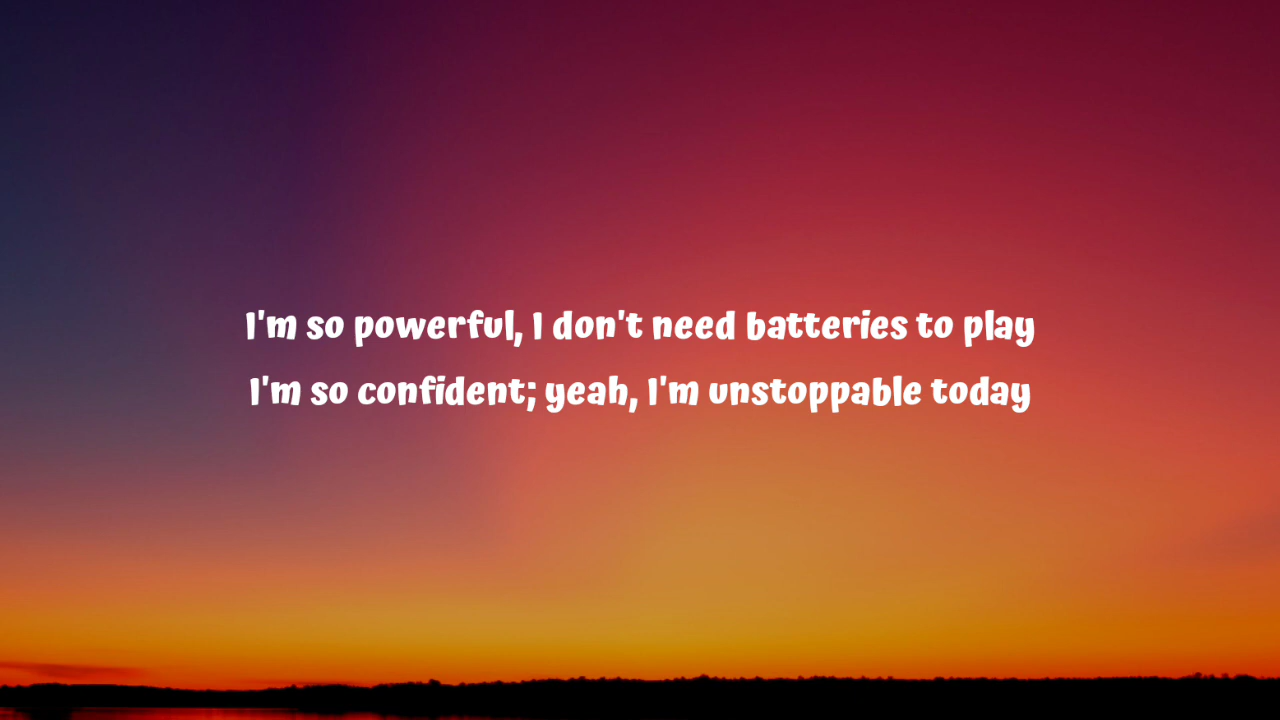 I'm so powerful, I don't need batteries to play
I'm so confident; yeah, I'm unstoppable today